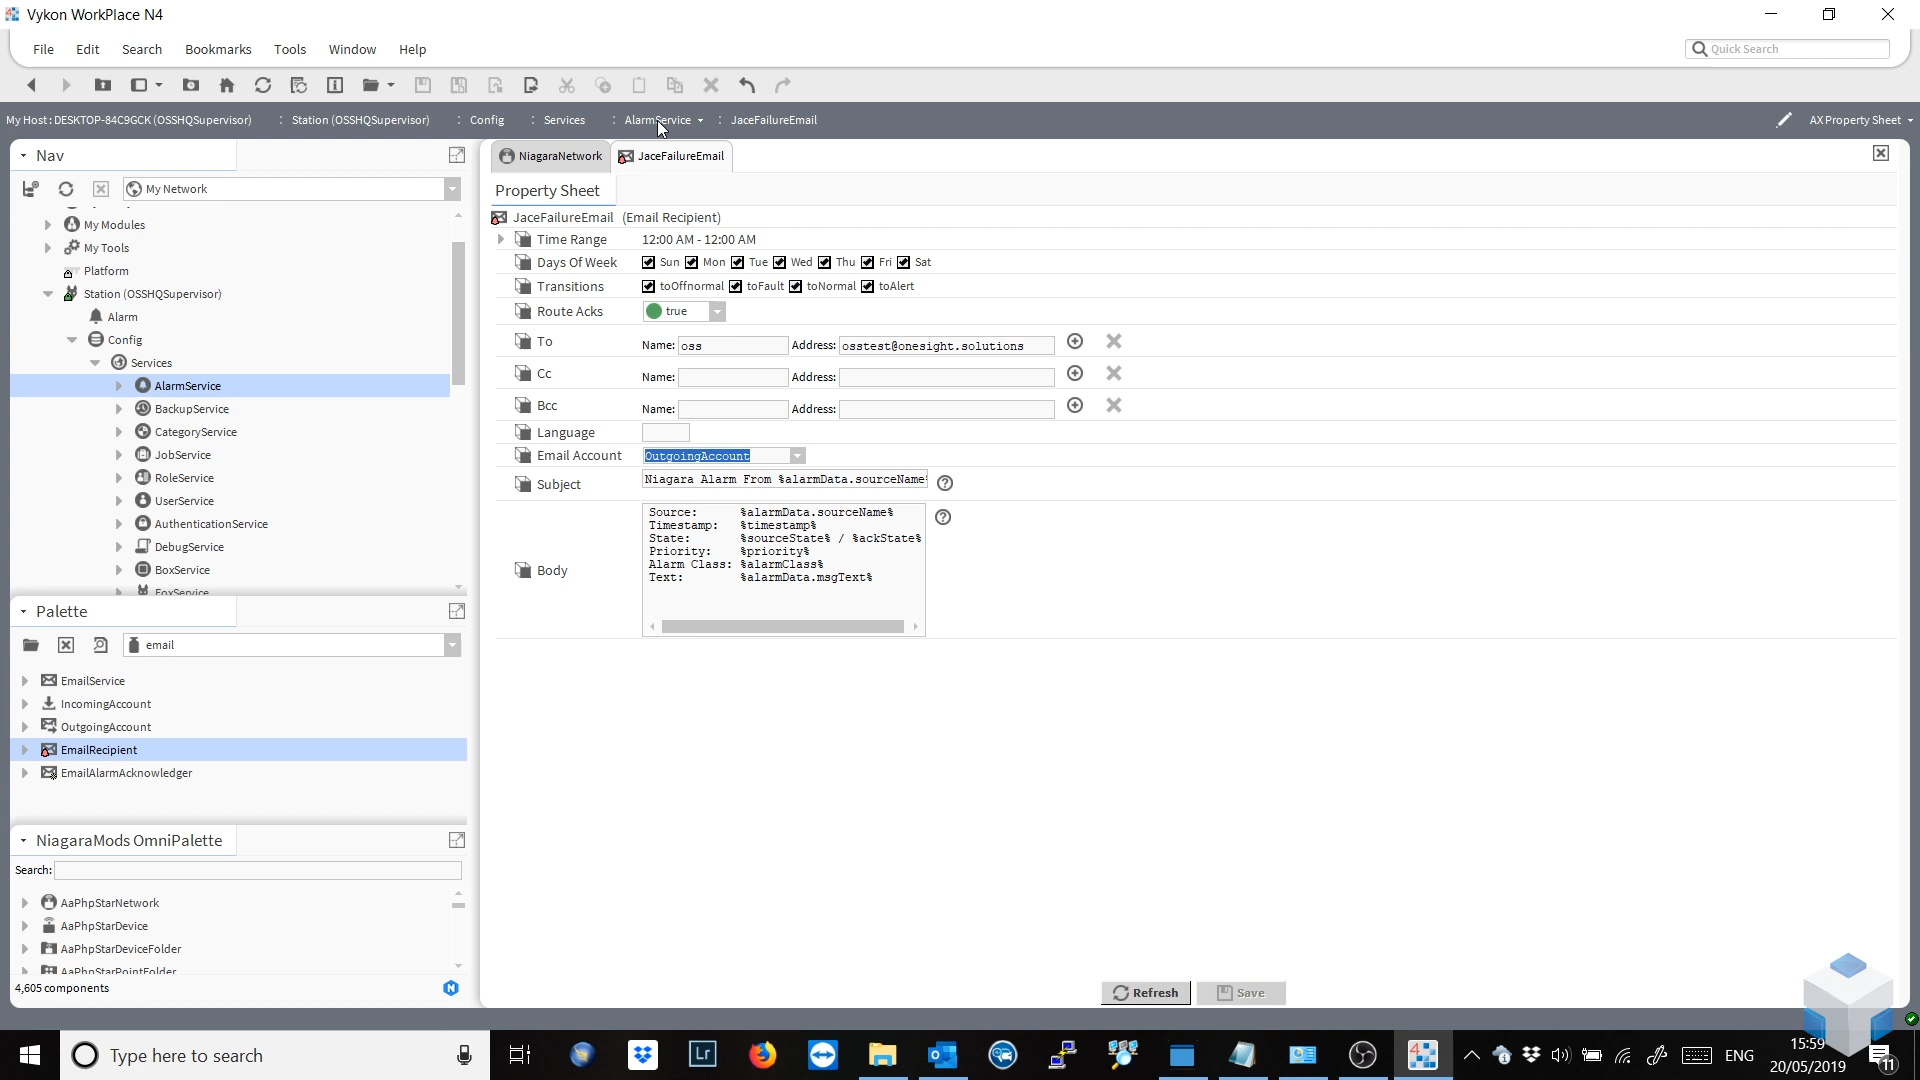 Vykon WorkPlace N4
File Edit Search Bookmarks Tools Window Help
Quick Search
My Host : DESKTOP-84C9GCK (OSSHQSupervisor) : Station (OSSHQSupervisor) : Config : Services : AlarmService : JaceFailureEmail
AX Property Sheet
Nav
My Network
My Modules
My Tools
Platform
Station (OSSHQSupervisor)
Alarm
Config
Services
AlarmService
BackupService
CategoryService
JobService
RoleService
UserService
AuthenticationService
DebugService
BoxService
FoxService
Palette
email
EmailService
IncomingAccount
OutgoingAccount
EmailRecipient
EmailAlarmAcknowledger
NiagaraMods OmniPalette
Search:
AaPhpStarNetwork
AaPhpStarDevice
AaPhpStarDeviceFolder
AaPhpStarPointFolder
4,605 components
N
NiagaraNetwork JaceFailureEmail
Property Sheet
JaceFailureEmail (Email Recipient)
Time Range 12:00 AM - 12:00 AM
Days Of Week Sun Mon Tue Wed Thu Fri Sat
Transitions toOffnormal toFault toNormal toAlert
Route Acks true
To Name: oss Address: osstest@onesight.solutions
Cc Name: Address:
Bcc Name: Address:
Language
Email Account OutgoingAccount
Subject Niagara Alarm From %alarmData.sourceName%
Body
Source: %alarmData.sourceName%
Timestamp: %timestamp%
State: %sourceState% / %ackState%
Priority: %priority%
Alarm Class: %alarmClass%
Text: %alarmData.msgText%
Refresh Save
Type here to search
Lr
ENG
15:59
20/05/2019
11